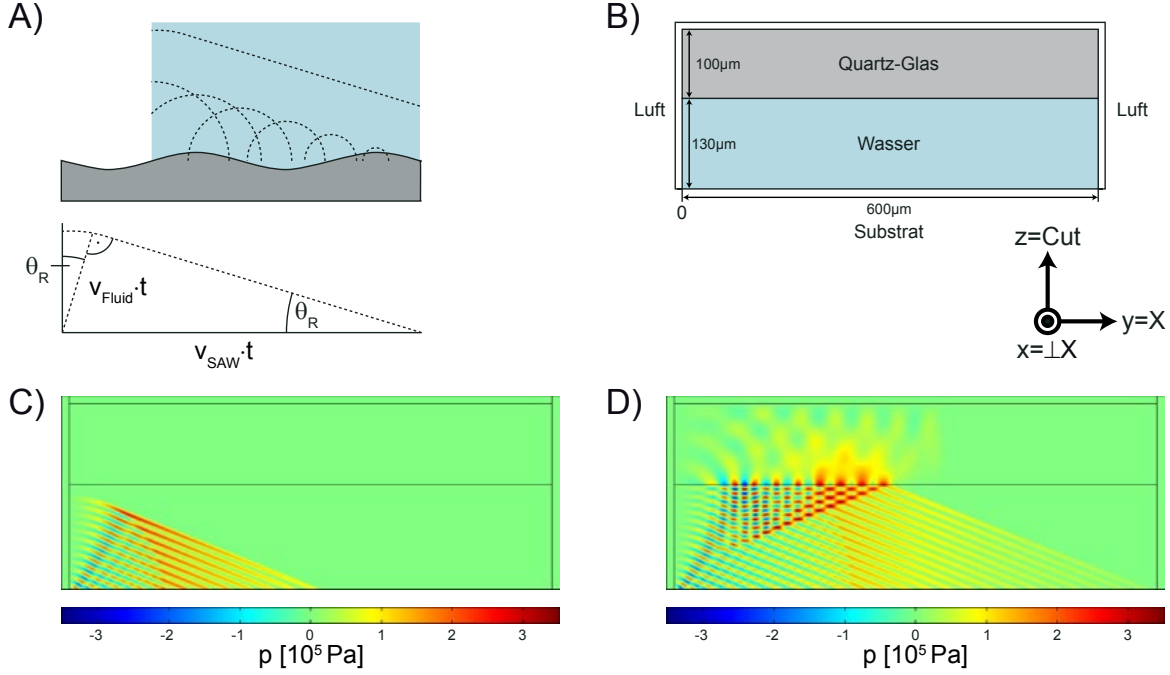 A)
θR
vFluid·t
θR
vSAW·t
B)
100µm
Quartz-Glas
Luft
Luft
130µm
Wasser
0
600µm
Substrat
z=Cut
y=X
x=⊥X
C)
-3 -2 -1 0 1 2 3
p [10⁵ Pa]
D)
-3 -2 -1 0 1 2 3
p [10⁵ Pa]